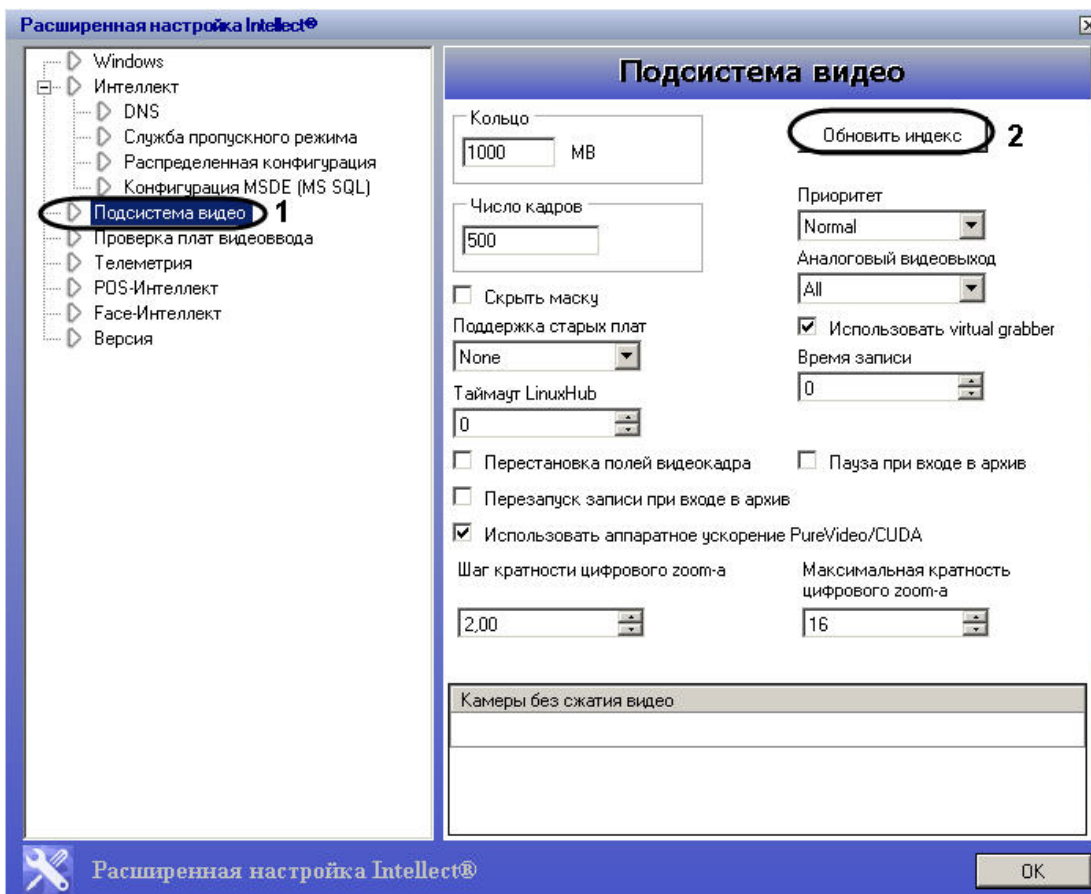 Расширенная настройка Intellect®
Windows
Интеллект
DNS
Служба пропускного режима
Распределенная конфигурация
Конфигурация MSDE (MS SQL)
Подсистема видео 1
Проверка плат видеоввода
Телеметрия
POS-Интеллект
Face-Интеллект
Версия
Подсистема видео
Кольцо
1000 MB
Обновить индекс 2
Число кадров
500
Приоритет
Normal
Аналоговый видеовыход
All
Скрыть маску
Использовать virtual grabber
Поддержка старых плат
None
Время записи
0
Таймаут LinuxHub
0
Перестановка полей видеокадра
Пауза при входе в архив
Перезапуск записи при входе в архив
Использовать аппаратное ускорение PureVideo/CUDA
Шаг кратности цифрового zoom-а
2,00
Максимальная кратность
цифрового zoom-а
16
Камеры без сжатия видео
Расширенная настройка Intellect®
OK